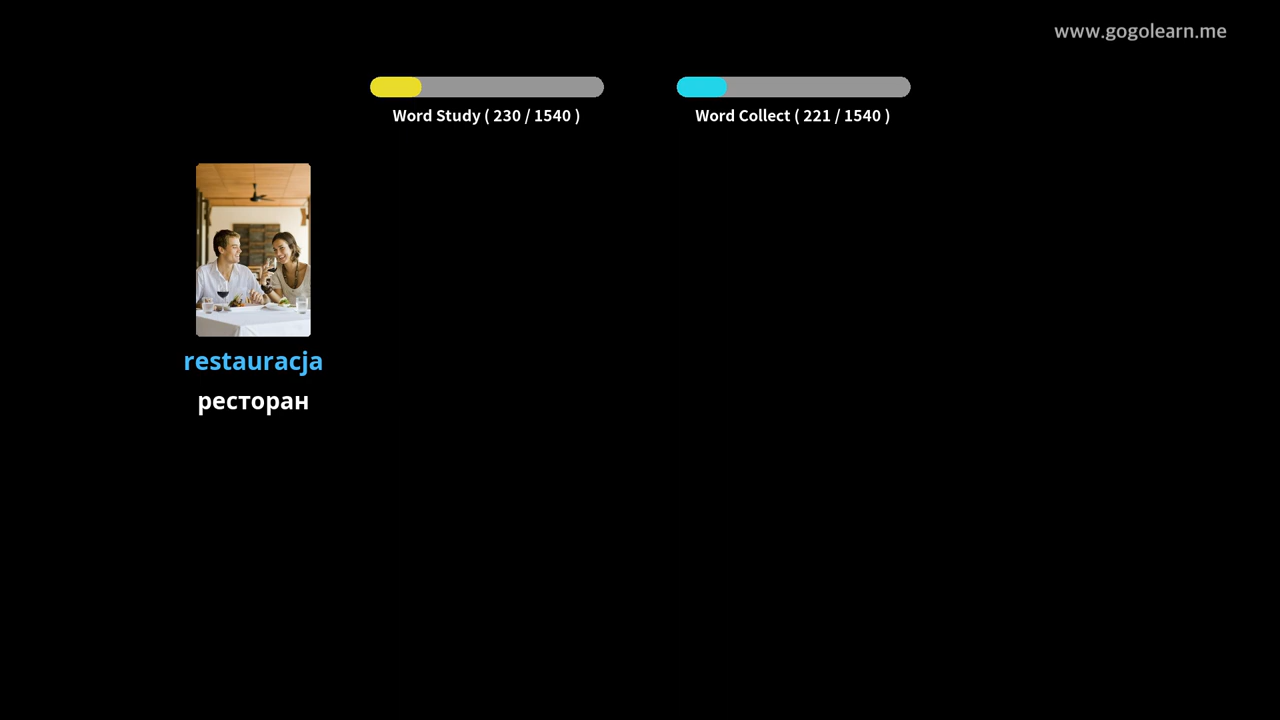 www.gogolearn.me
Word Study ( 230 / 1540 )
Word Collect ( 221 / 1540 )
restauracja
ресторан